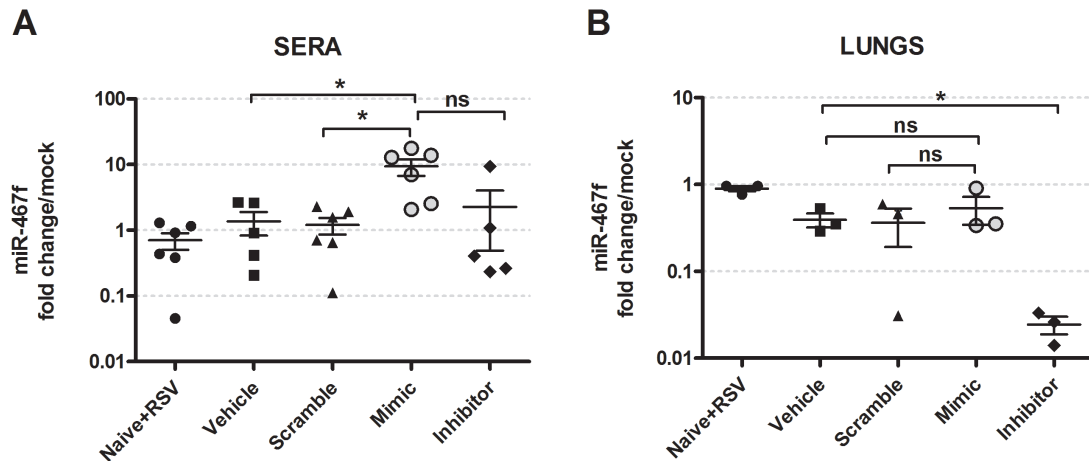 A
SERA
miR-467f
fold change/mock
100
10
1
0.1
0.01
*
*
ns
Naive+RSV
Vehicle
Scramble
Mimic
Inhibitor
B
LUNGS
miR-467f
fold change/mock
10
1
0.1
0.01
*
ns
ns
Naive+RSV
Vehicle
Scramble
Mimic
Inhibitor